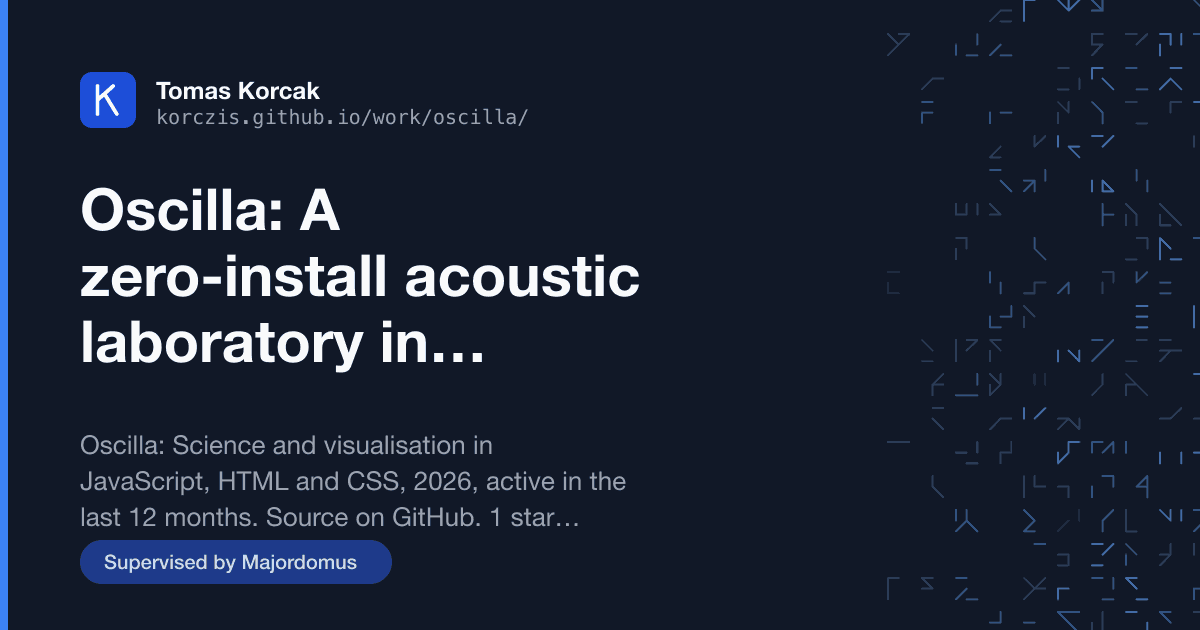 K
Tomas Korcak
korczis.github.io/work/oscilla/
Oscilla: A
zero-install acoustic
laboratory in…
Oscilla: Science and visualisation in
JavaScript, HTML and CSS, 2026, active in the
last 12 months. Source on GitHub. 1 star…
Supervised by Majordomus